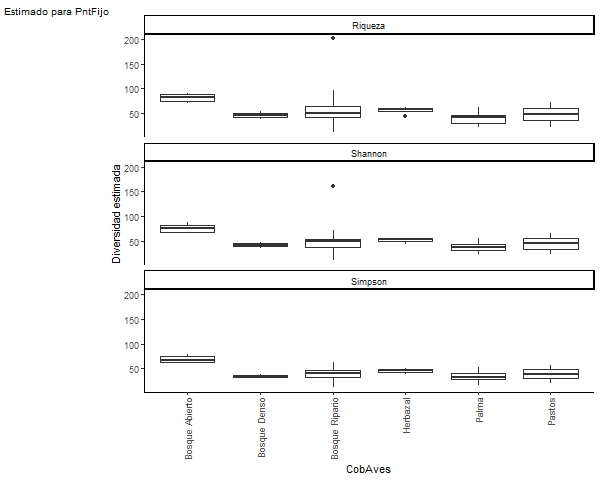 Estimado para PntFijo
Riqueza
200
150
100
50
Shannon
200
150
100
50
Simpson
200
150
100
50
Diversidad estimada
Bosque Abierto
Bosque Denso
Bosque Ripario
Herbazal
Palma
Pastos
CobAves